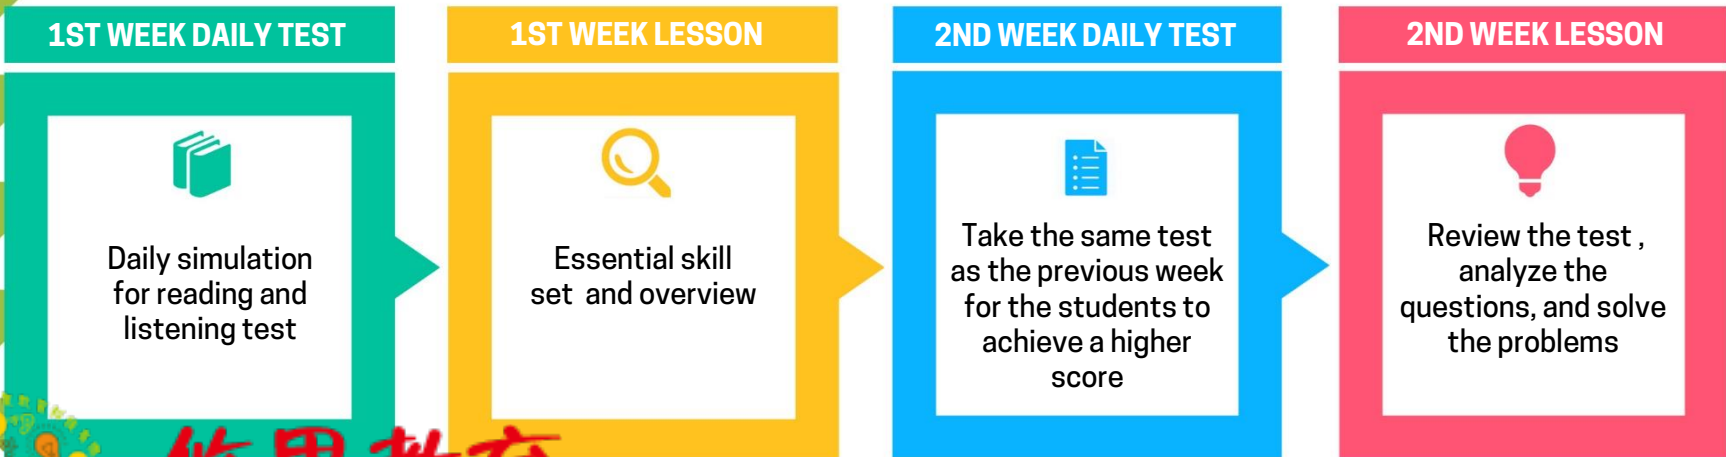 1ST WEEK DAILY TEST
Daily simulation
for reading and
listening test
1ST WEEK LESSON
Essential skill
set and overview
2ND WEEK DAILY TEST
Take the same test
as the previous week
for the students to
achieve a higher
score
2ND WEEK LESSON
Review the test ,
analyze the
questions, and solve
the problems
教育